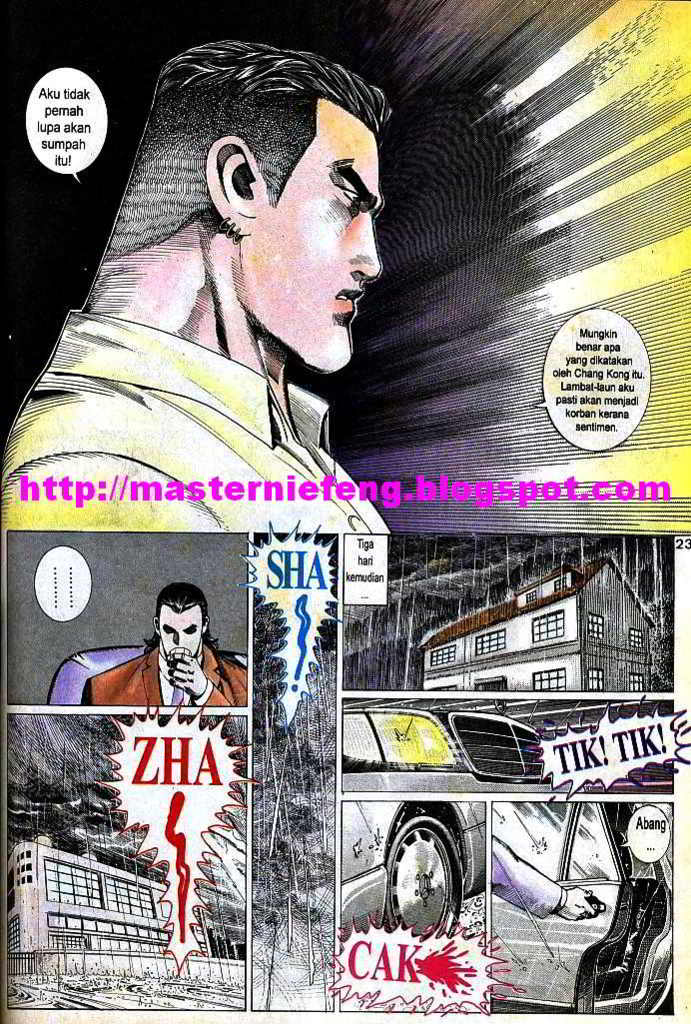 Aku tidak
pernah
lupa akan
sumpah
itu!
Mungkin
benar apa
yang dikatakan
oleh Chang Kong itu.
Lambat-laun aku
pasti akan menjadi
korban kerana
sentimen.
http://masterniefeng.blogspot.com
23
.......
SHA
Tiga
hari
kemudian
...
ZHA
TIK! TIK!
Abang
...
CAK